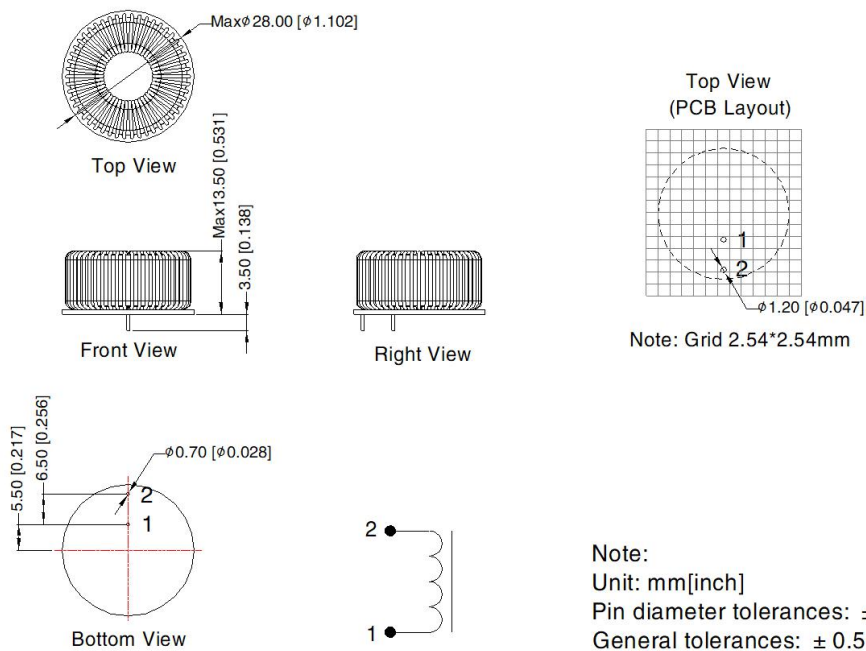 Maxφ28.00 [φ1.102]
Top View
Max13.50 [0.531]
3.50 [0.138]
Front View
Right View
Top View
(PCB Layout)
1
2
φ1.20 [φ0.047]
Note: Grid 2.54*2.54mm
5.50 [0.217]
6.50 [0.256]
φ0.70 [φ0.028]
2
1
Bottom View
2
1
Note:
Unit: mm[inch]
Pin diameter tolerances: ±
General tolerances: ± 0.5